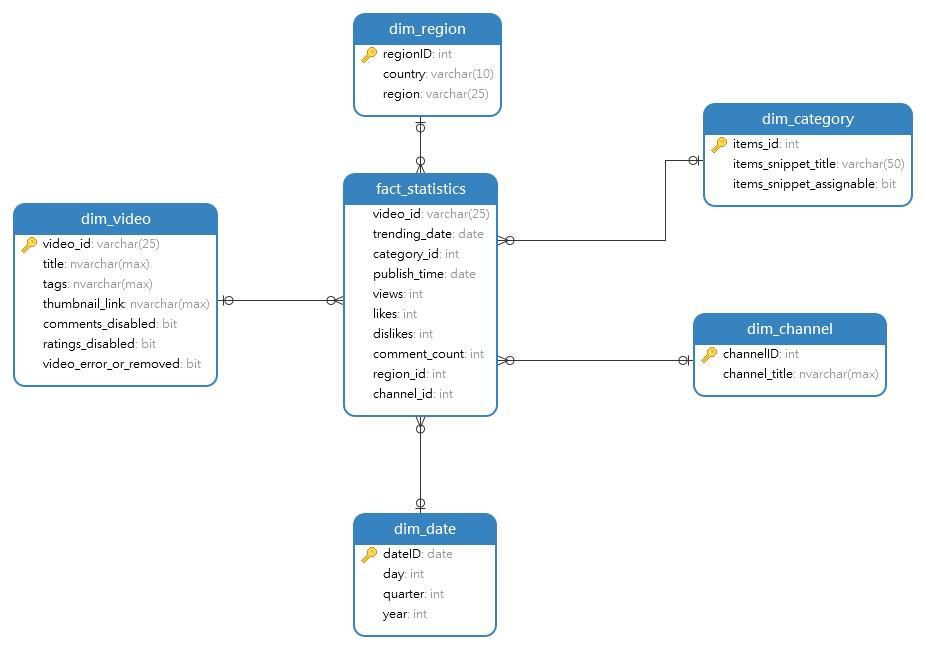 dim_region
regionID: int
country: varchar(10)
region: varchar(25)
dim_category
items_id: int
items_snippet_title: varchar(50)
items_snippet_assignable: bit
fact_statistics
video_id: varchar(25)
trending_date: date
category_id: int
publish_time: date
views: int
likes: int
dislikes: int
comment_count: int
region_id: int
channel_id: int
dim_video
video_id: varchar(25)
title: nvarchar(max)
tags: nvarchar(max)
thumbnail_link: nvarchar(max)
comments_disabled: bit
ratings_disabled: bit
video_error_or_removed: bit
dim_channel
channelID: int
channel_title: nvarchar(max)
dim_date
dateID: date
day: int
quarter: int
year: int